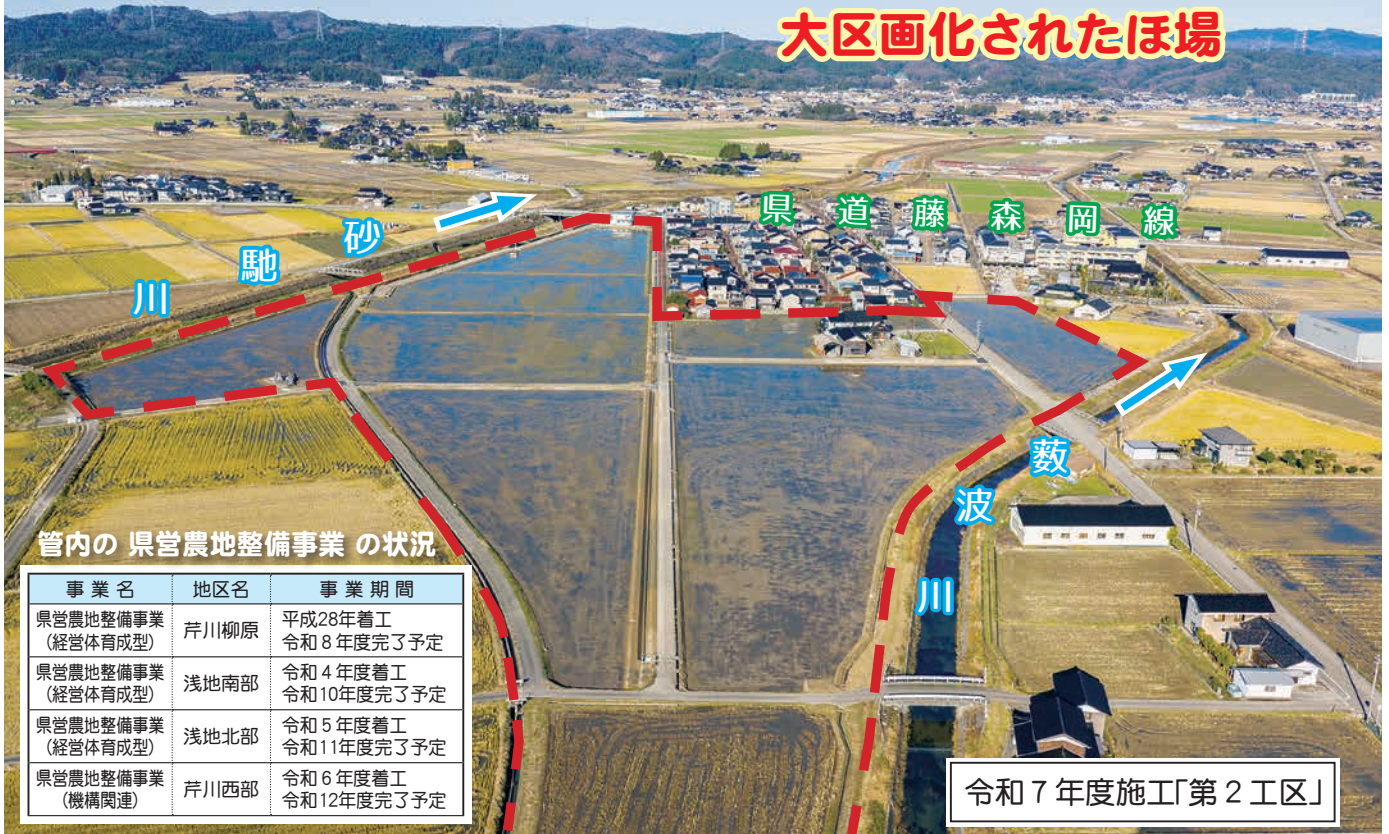 大区画化されたほ場
県道藤森岡線
砂馳川
薮波川
管内の 県営農地整備事業 の状況
事業名 地区名 事業期間
県営農地整備事業
(経営体育成型)
芹川柳原
平成28年着工
令和8年度完了予定
県営農地整備事業
(経営体育成型)
浅地南部
令和4年度着工
令和10年度完了予定
県営農地整備事業
(経営体育成型)
浅地北部
令和5年度着工
令和11年度完了予定
県営農地整備事業
(機構関連)
芹川西部
令和6年度着工
令和12年度完了予定
令和7年度施工「第2工区」